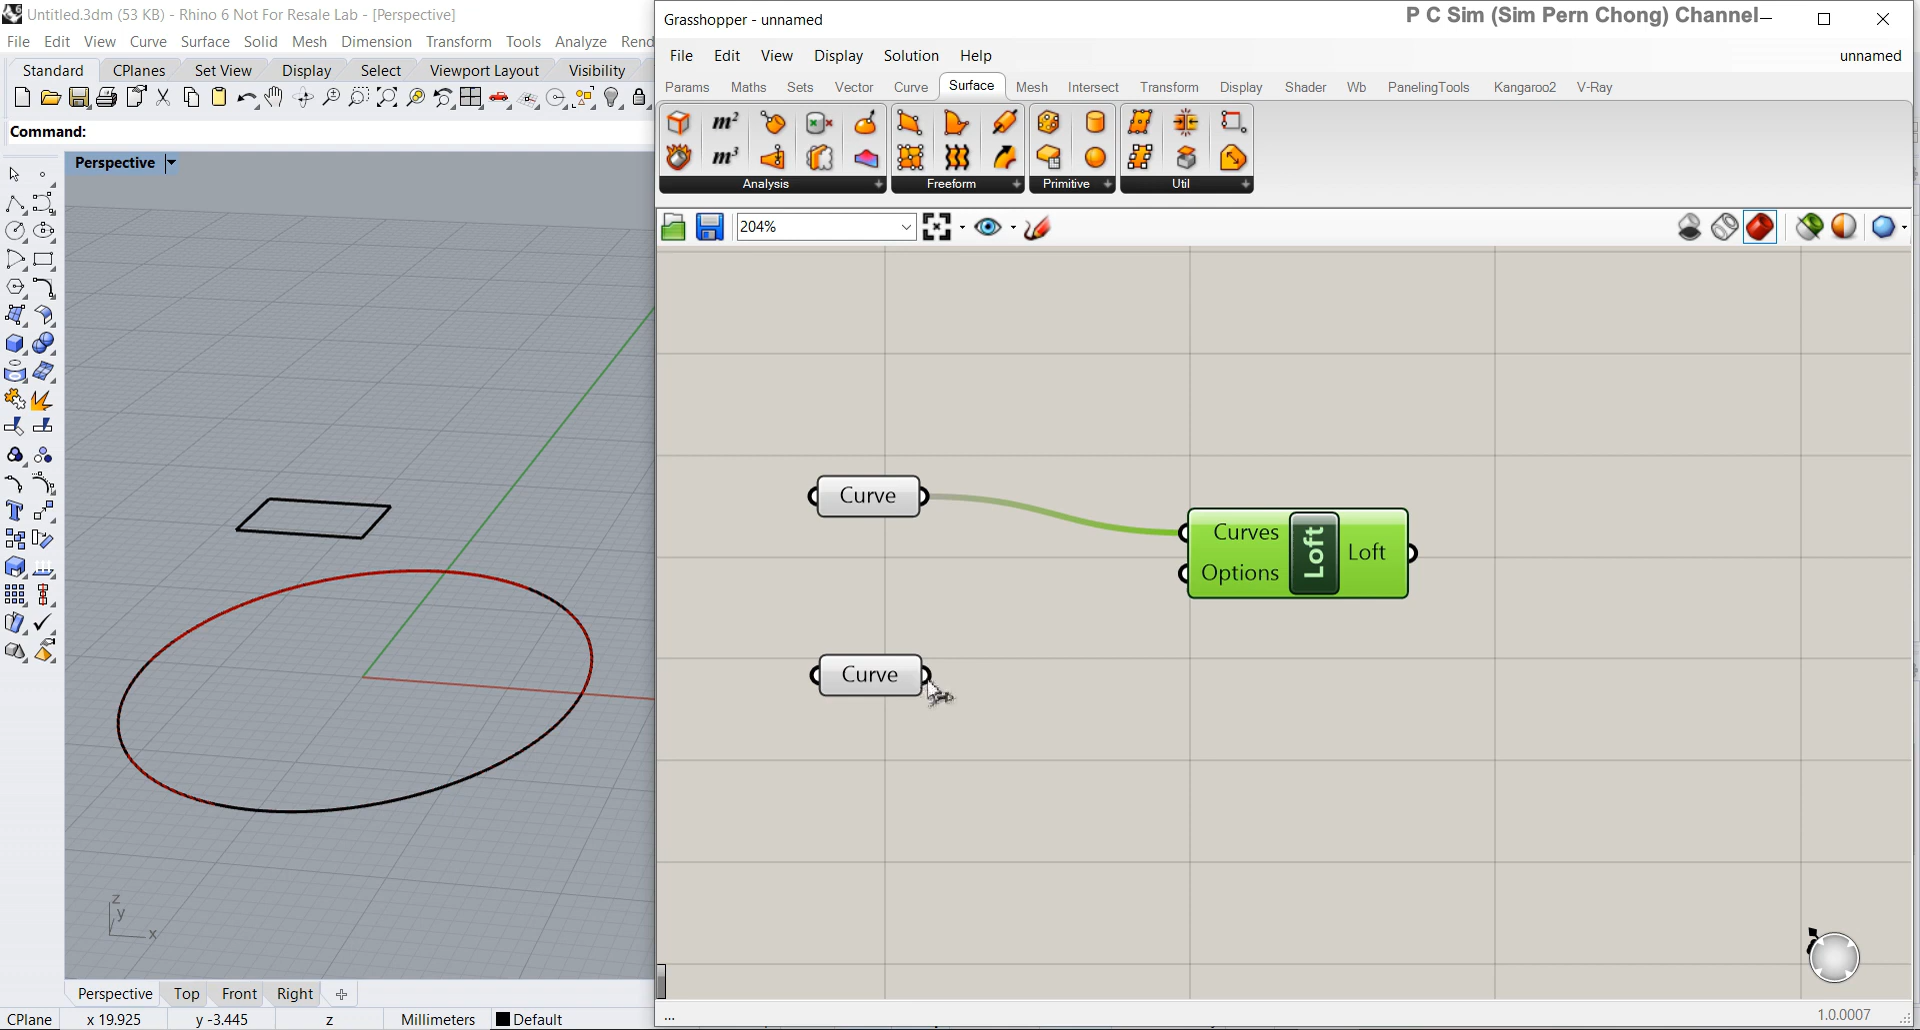 Untitled.3dm (53 KB) - Rhino 6 Not For Resale Lab - [Perspective]
File Edit View Curve Surface Solid Mesh Dimension Transform Tools Analyze Rend
Standard CPlanes Set View Display Select Viewport Layout Visibility
Command:
Perspective
z
y
x
Perspective Top Front Right
CPlane x 19.925 y -3.445 z Millimeters Default
Grasshopper - unnamed
P C Sim (Sim Pern Chong) Channel
File Edit View Display Solution Help unnamed
Params Maths Sets Vector Curve Surface Mesh Intersect Transform Display Shader Wb PanelingTools Kangaroo2 V-Ray
m²
m³
Analysis Freeform Primitive Util
204%
Curve
Curves
Options
Loft
Loft
Curve
...
1.0.0007